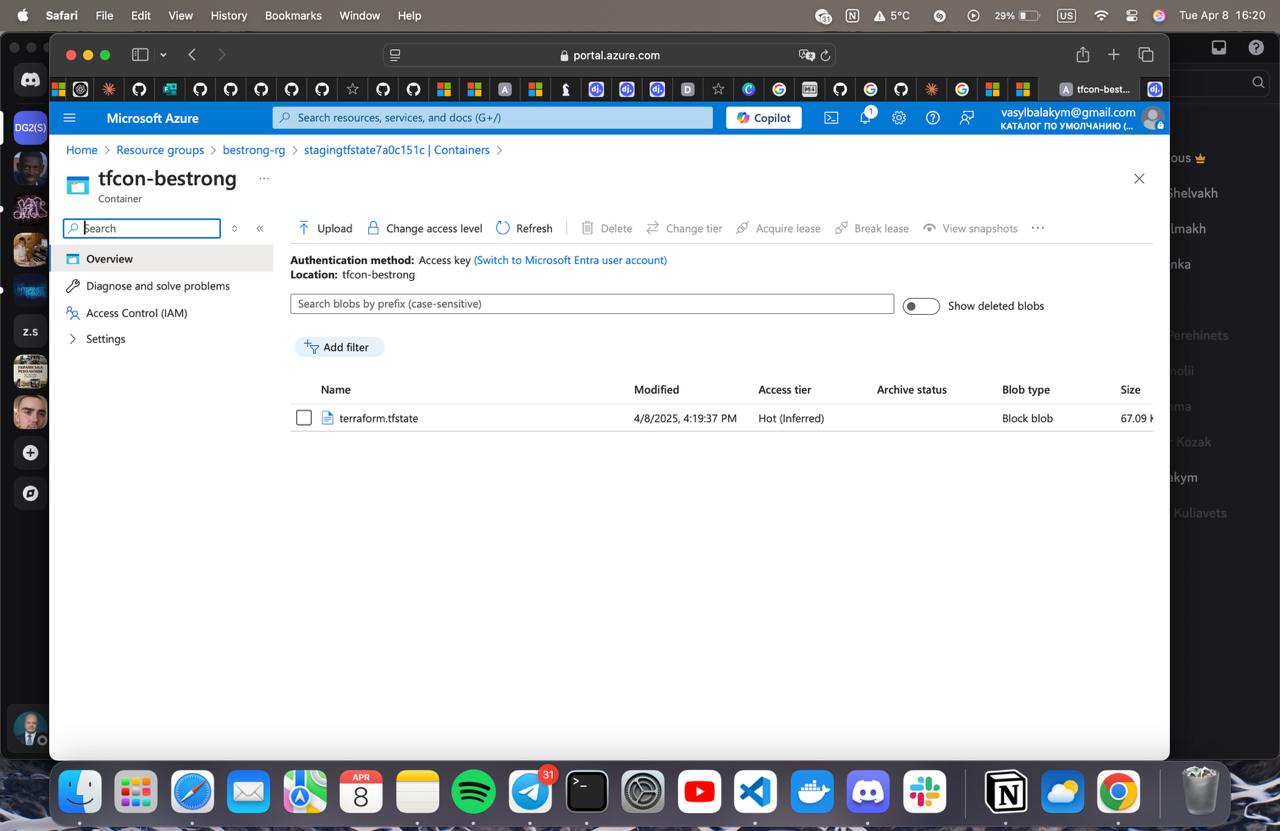 Safari File Edit View History Bookmarks Window Help
31 5°C 29% US Tue Apr 8 16:20
portal.azure.com
tfcon-best...
Microsoft Azure
Search resources, services, and docs (G+/)
Copilot
1
vasylbalakym@gmail.com
КАТАЛОГ ПО УМОЛЧАНИЮ (...
Home > Resource groups > bestrong-rg > stagingtfstate7a0c151c | Containers >
tfcon-bestrong ...
Container
Search
Upload Change access level Refresh Delete Change tier Acquire lease Break lease View snapshots ...
Overview
Diagnose and solve problems
Access Control (IAM)
Settings
Authentication method: Access key (Switch to Microsoft Entra user account)
Location: tfcon-bestrong
Search blobs by prefix (case-sensitive)
Show deleted blobs
Add filter
Name Modified Access tier Archive status Blob type Size
terraform.tfstate 4/8/2025, 4:19:37 PM Hot (Inferred) Block blob 67.09
DG2(S)
z.s
ous
Shelvakh
lmakh
nka
Perehinets
nolii
ma
r Kozak
akym
Kuliavets
APR
8
31